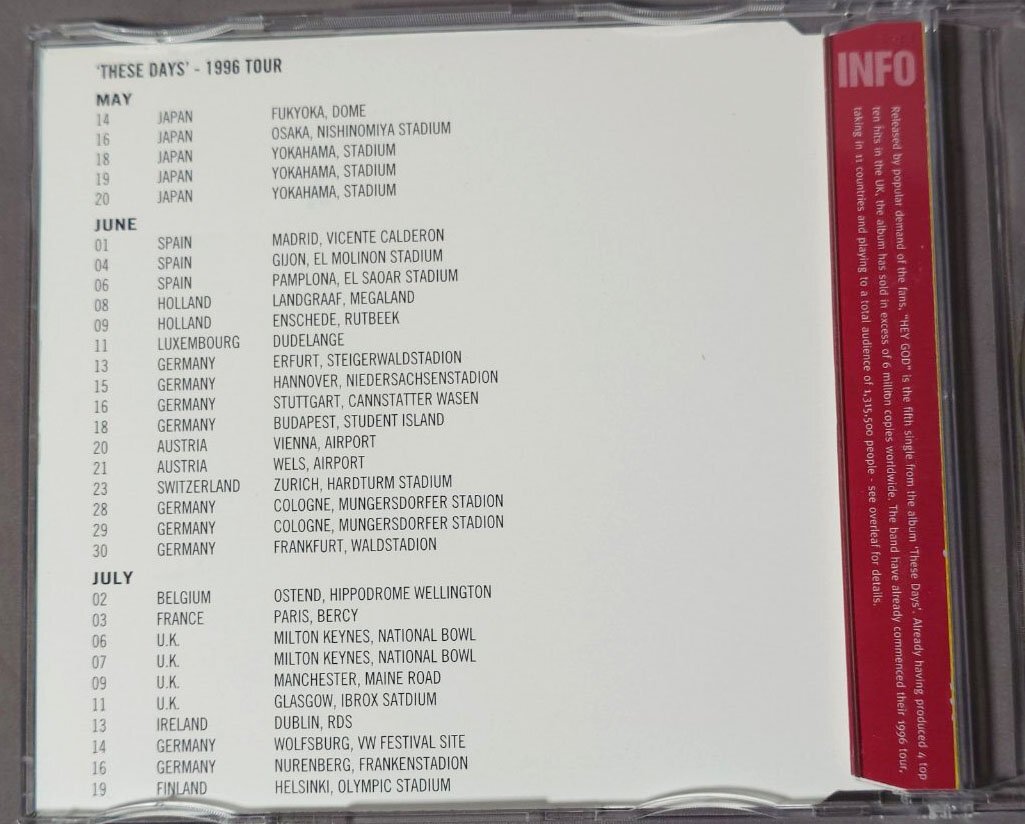 'THESE DAYS' - 1996 TOUR
MAY
14 JAPAN FUKYOKA, DOME
16 JAPAN OSAKA, NISHINOMIYA STADIUM
18 JAPAN YOKAHAMA, STADIUM
19 JAPAN YOKAHAMA, STADIUM
20 JAPAN YOKAHAMA, STADIUM
JUNE
01 SPAIN MADRID, VICENTE CALDERON
04 SPAIN GIJON, EL MOLINON STADIUM
06 SPAIN PAMPLONA, EL SAOAR STADIUM
08 HOLLAND LANDGRAAF, MEGALAND
09 HOLLAND ENSCHEDE, RUTBEEK
11 LUXEMBOURG DUDELANGE
13 GERMANY ERFURT, STEIGERWALDSTADION
15 GERMANY HANNOVER, NIEDERSACHSENSTADION
16 GERMANY STUTTGART, CANNSTATTER WASEN
18 GERMANY BUDAPEST, STUDENT ISLAND
20 AUSTRIA VIENNA, AIRPORT
21 AUSTRIA WELS, AIRPORT
23 SWITZERLAND ZURICH, HARDTURM STADIUM
28 GERMANY COLOGNE, MUNGERSDORFER STADION
29 GERMANY COLOGNE, MUNGERSDORFER STADION
30 GERMANY FRANKFURT, WALDSTADION
JULY
02 BELGIUM OSTEND, HIPPODROME WELLINGTON
03 FRANCE PARIS, BERCY
06 U.K. MILTON KEYNES, NATIONAL BOWL
07 U.K. MILTON KEYNES, NATIONAL BOWL
09 U.K. MANCHESTER, MAINE ROAD
11 U.K. GLASGOW, IBROX SATDIUM
13 IRELAND DUBLIN, RDS
14 GERMANY WOLFSBURG, VW FESTIVAL SITE
16 GERMANY NURENBERG, FRANKENSTADION
19 FINLAND HELSINKI, OLYMPIC STADIUM
INFO
Released by popular demand of the fans, "HEY GOD" is the fifth single from the album 'These Days'. Already having produced 4 top
ten hits in the UK, the album has sold in excess of 6 million copies worldwide. The band have already commenced their 1996 tour,
taking in 11 countries and playing to a total audience of 1,315,500 people - see overleaf for details.